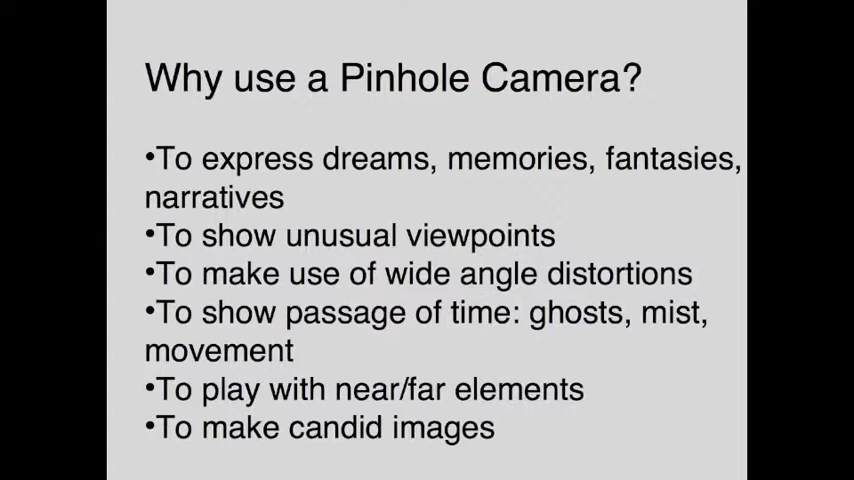 Why use a Pinhole Camera?
•To express dreams, memories, fantasies,
narratives
•To show unusual viewpoints
•To make use of wide angle distortions
•To show passage of time: ghosts, mist,
movement
•To play with near/far elements
•To make candid images